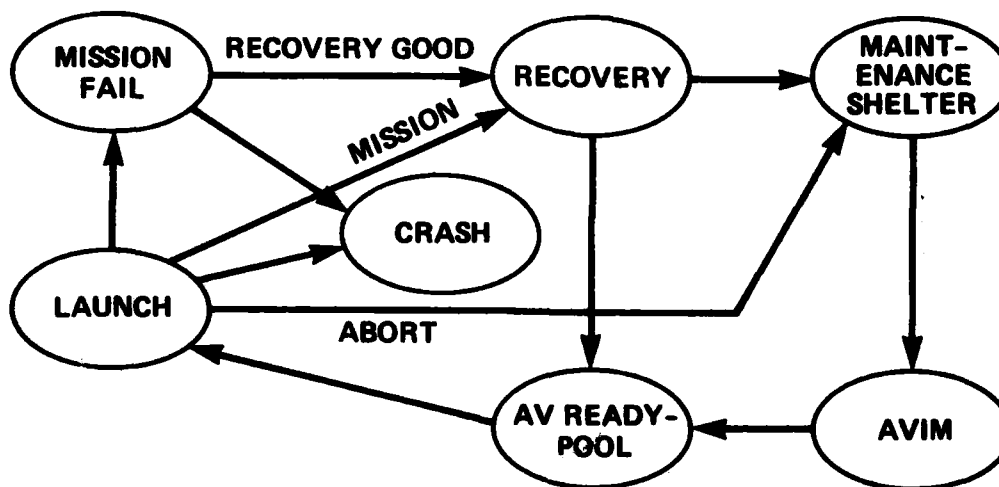 MISSION
FAIL
RECOVERY GOOD
RECOVERY
MAINT-
ENANCE
SHELTER
MISSION
CRASH
LAUNCH
ABORT
AV READY-
POOL
AVIM